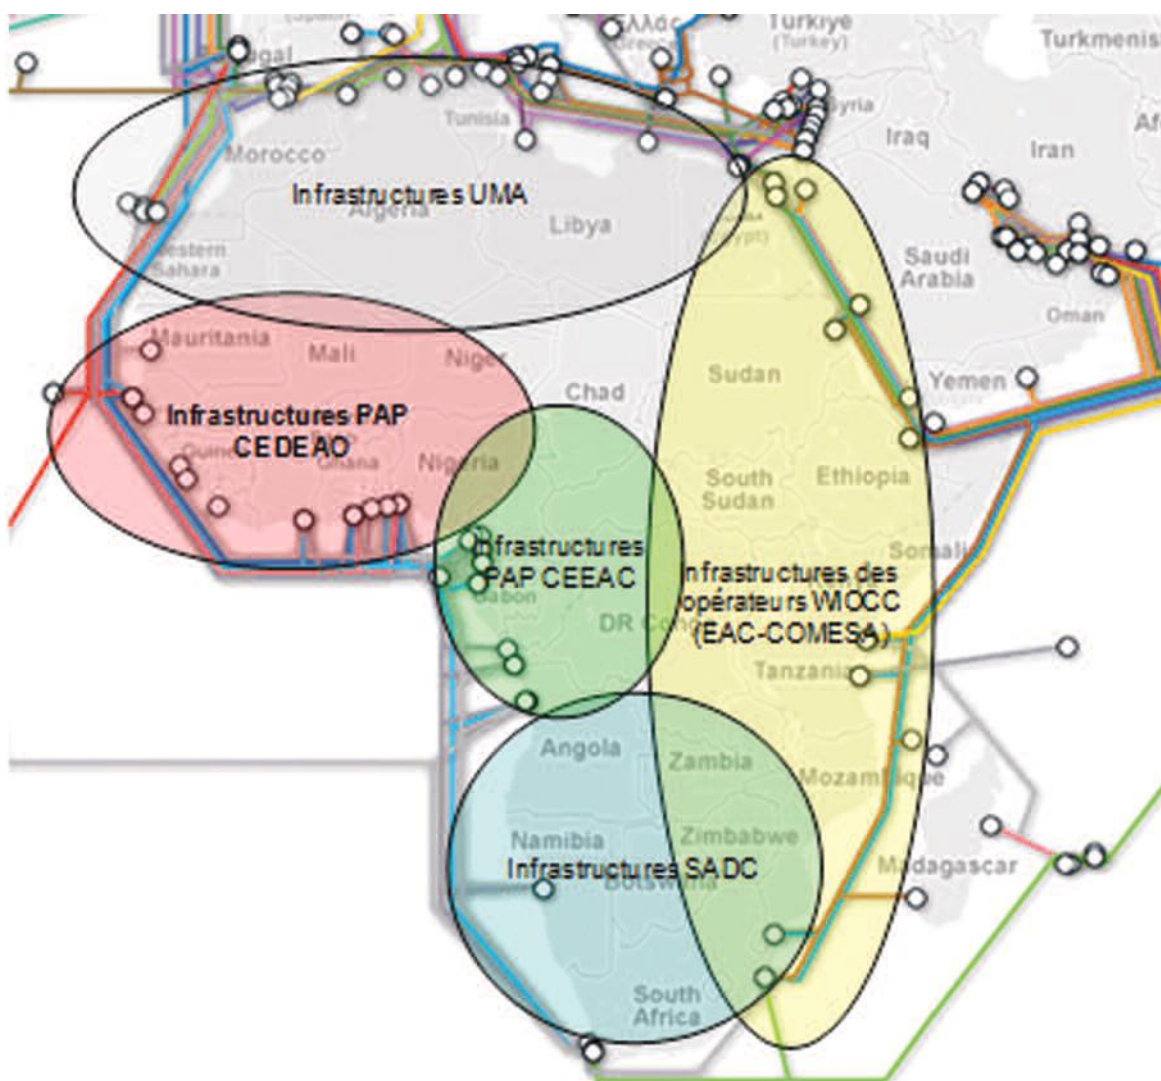 Ελλάς
Türkiye
(Turkey)
Turkmenis
Tunisia
Syria
Iraq
Iran
Af
Morocco
Infrastructures UMA
Algeria
Libya
Western
Sahara
Saudi
Arabia
Oman
Mauritania
Mali
Niger
Chad
Sudan
Yemen
Infrastructures PAP
CEDEAO
Ghana
Nigeria
South
Sudan
Ethiopia
Infrastructures
PAP CEEAC
Somali
Gabon
nfrastructures des
opérateurs WIOCC
(EAC-COMESA)
DR Congo
Tanzania
Angola
Zambia
Mozambique
Namibia
Zimbabwe
Infrastructures SADC
Botswana
Madagascar
South
Africa